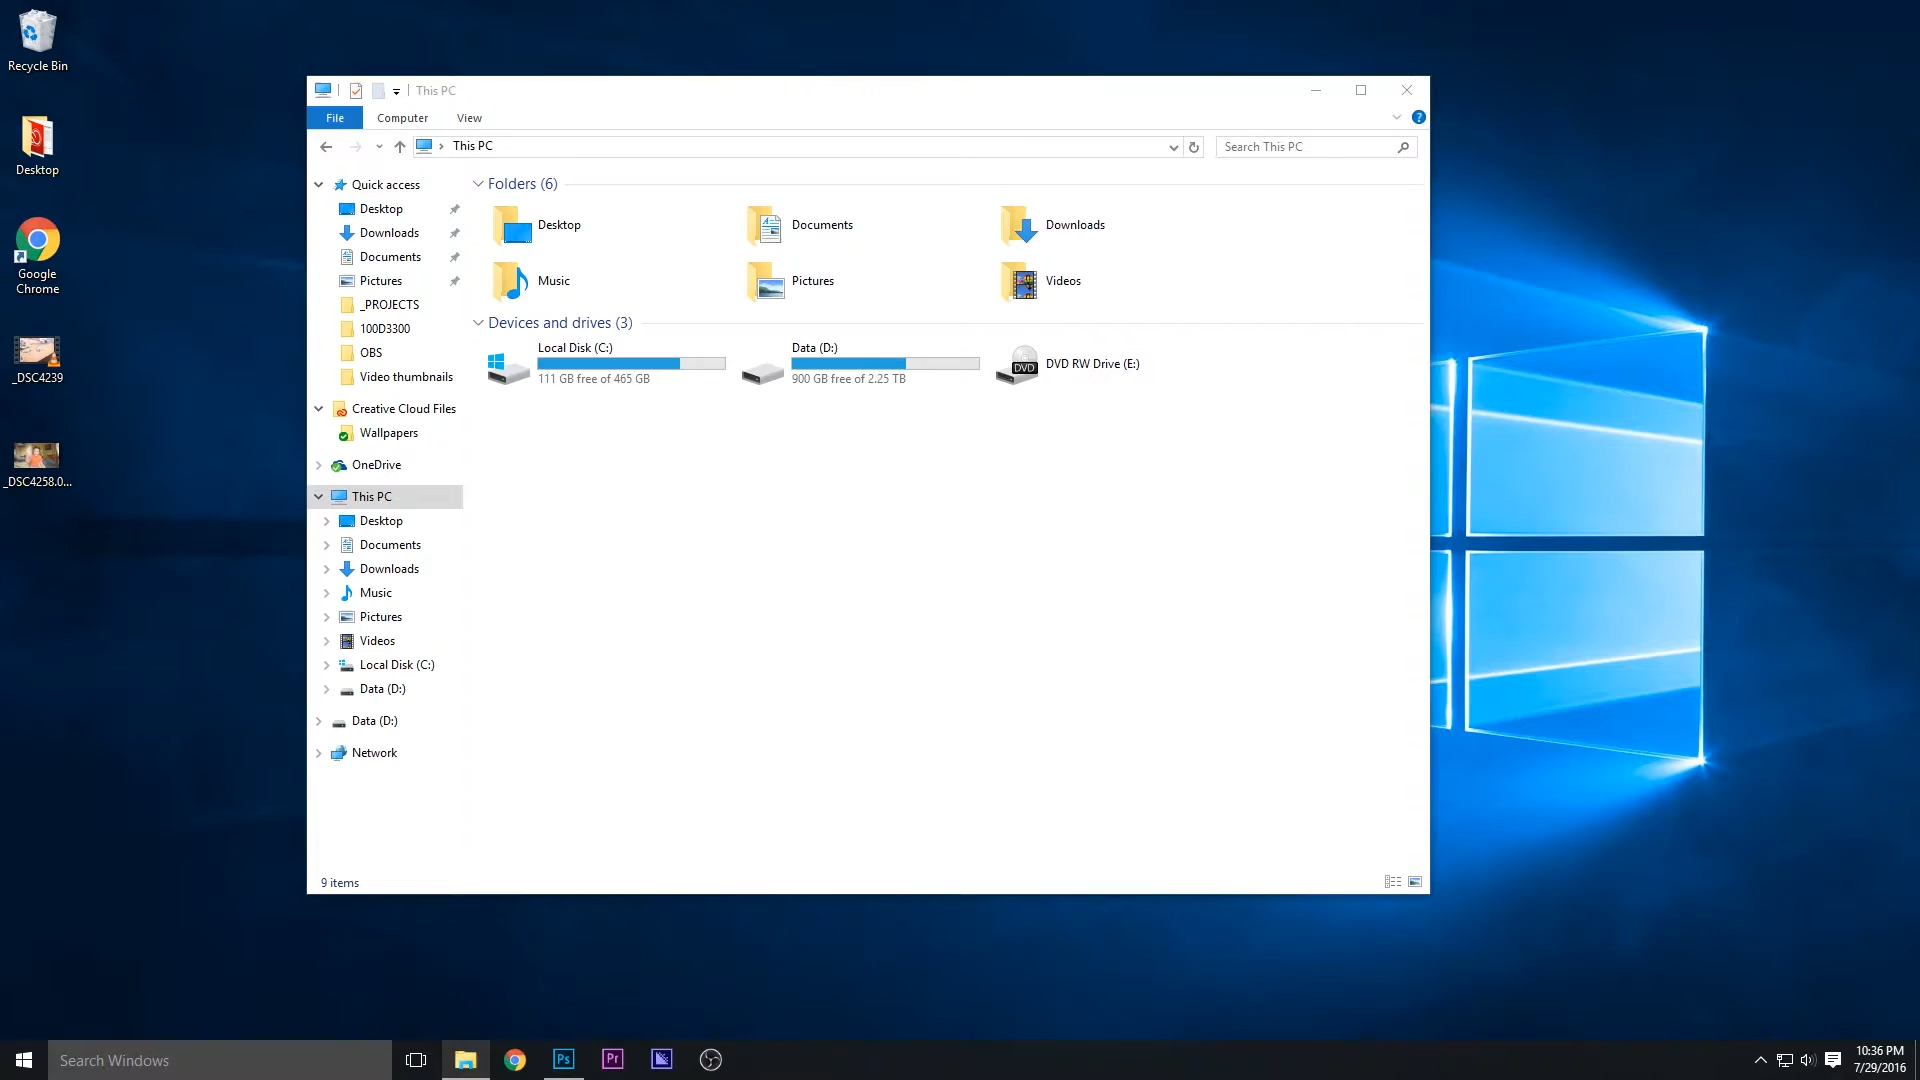 Recycle Bin
Desktop
Google
Chrome
_DSC4239
_DSC4258.0...
This PC
File
Computer
View
?
This PC
Search This PC
Quick access
Desktop
Downloads
Documents
Pictures
_PROJECTS
100D3300
OBS
Video thumbnails
Creative Cloud Files
Wallpapers
OneDrive
This PC
Desktop
Documents
Downloads
Music
Pictures
Videos
Local Disk (C:)
Data (D:)
Data (D:)
Network
Folders (6)
Desktop
Documents
Downloads
Music
Pictures
Videos
Devices and drives (3)
Local Disk (C:)
111 GB free of 465 GB
Data (D:)
900 GB free of 2.25 TB
DVD
DVD RW Drive (E:)
9 items
Search Windows
Ps
Pr
10:36 PM
7/29/2016